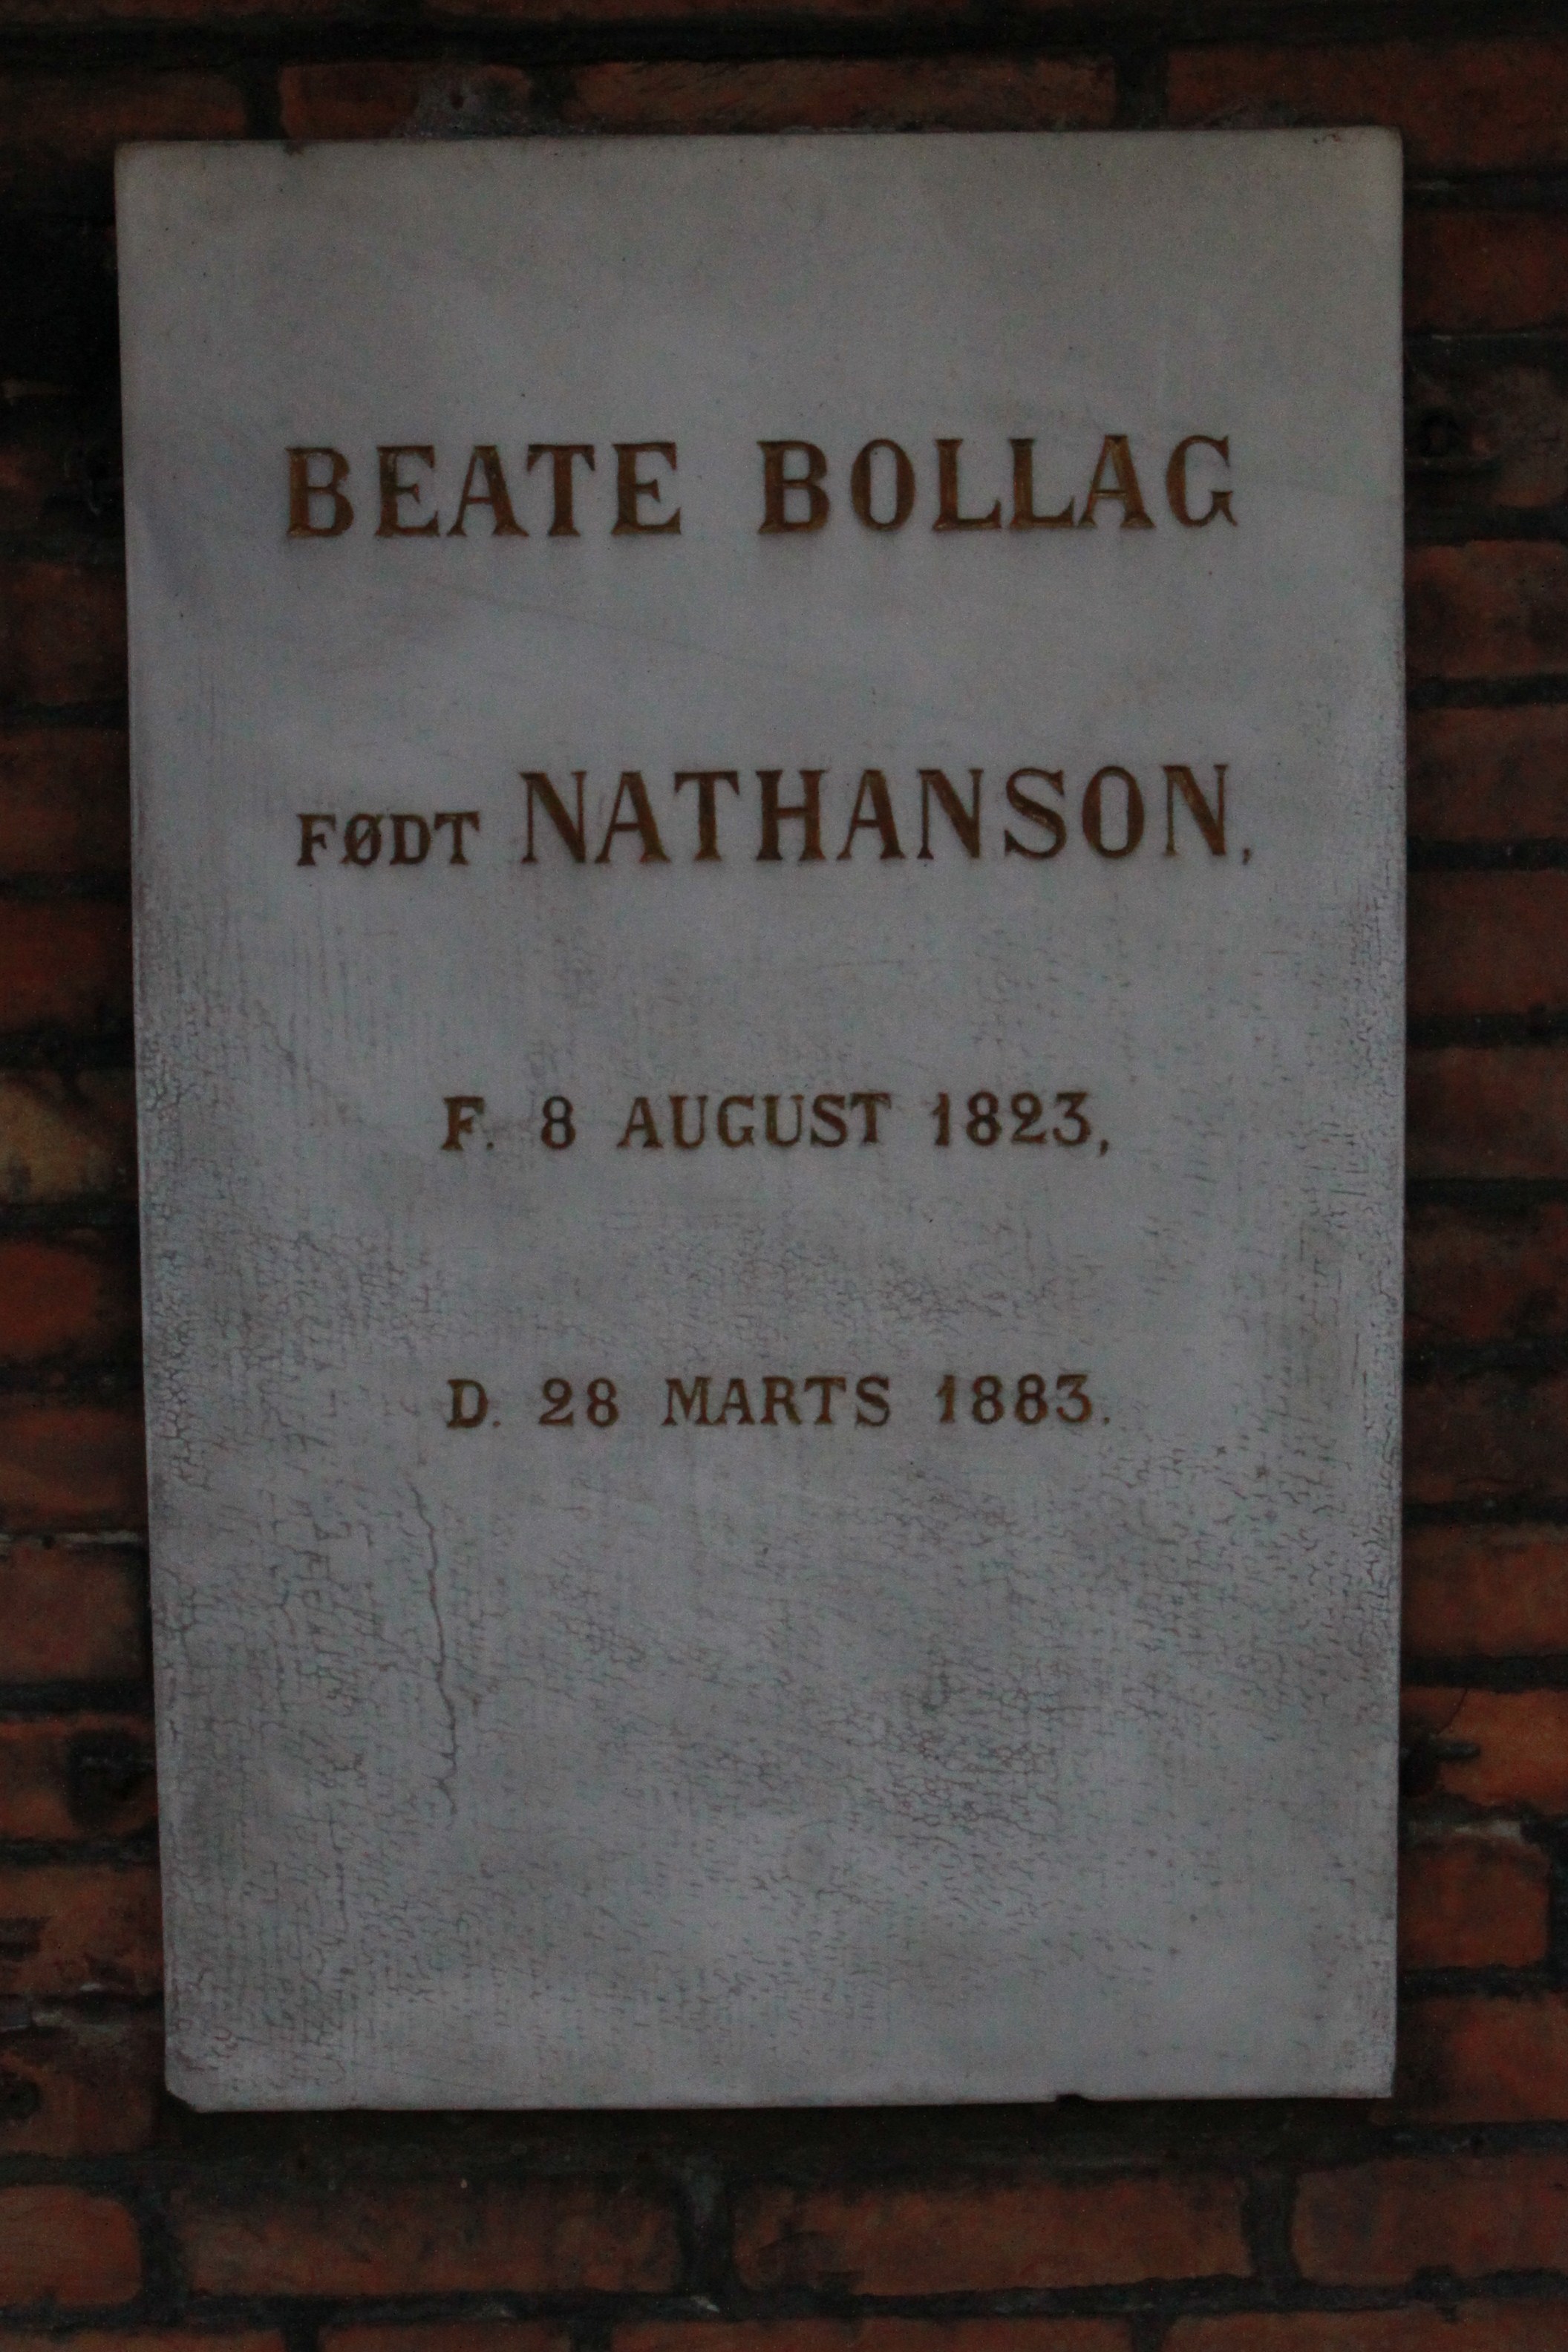 BEATE BOLLAG
FØDT NATHANSON,
F. 8 AUGUST 1823,
D. 28 MARTS 1883.